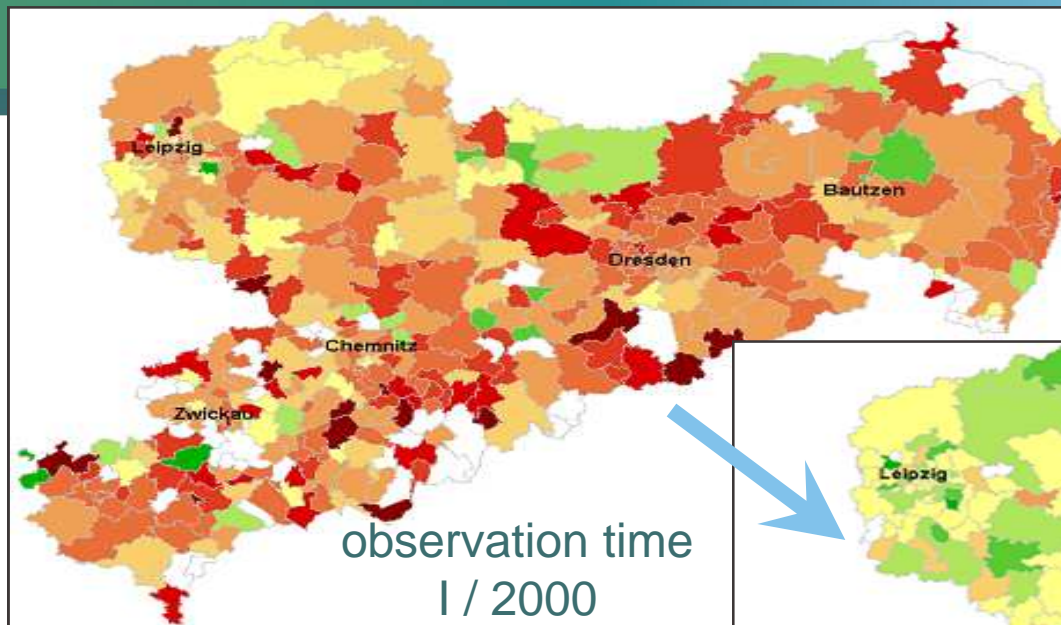 Leipzig
Bautzen
Dresden
Chemnitz
Zwickau
Leipzig
observation time
I / 2000